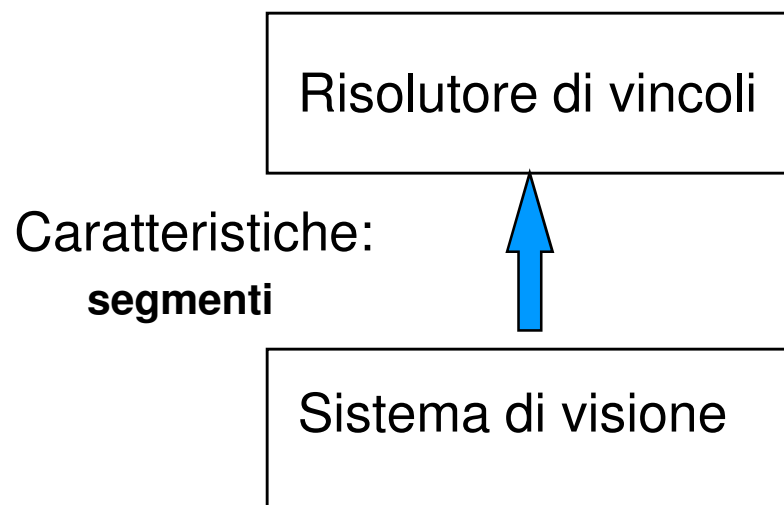 Risolutore di vincoli
Caratteristiche:
segmenti
Sistema di visione